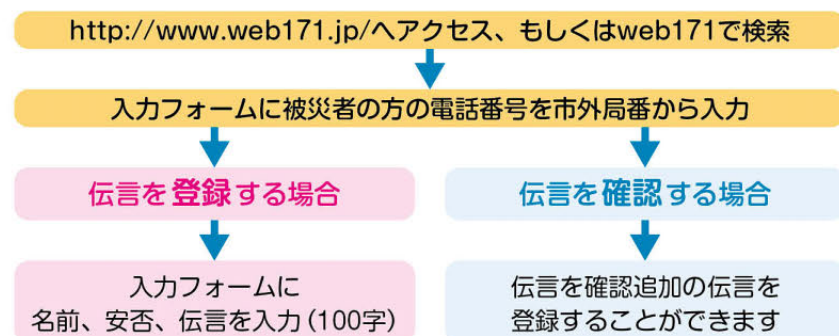 http://www.web171.jp/へアクセス、もしくはweb171で検索
入力フォームに被災者の方の電話番号を市外局番から入力
伝言を登録する場合
伝言を確認する場合
入力フォームに
名前、安否、伝言を入力(100字)
伝言を確認追加の伝言を
登録することができます